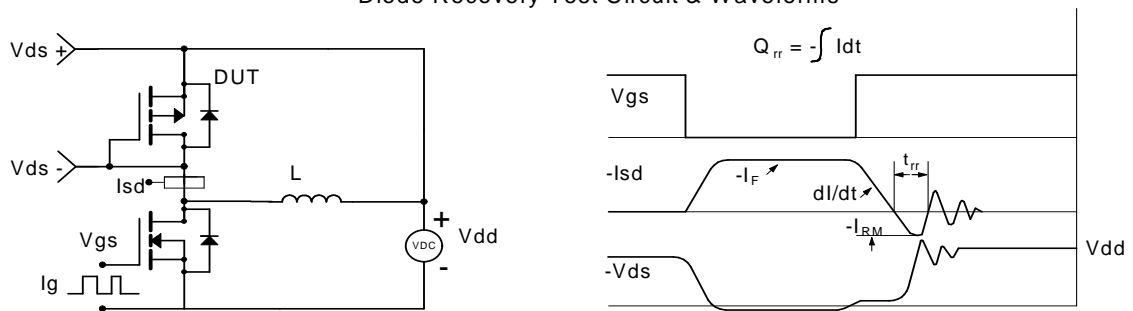 Diode Recovery Test Circuit & Waveforms
Vds +
DUT
Vds -
Isd
L
Vgs
Ig
+
VDC
-
Vdd
Q rr = - ∫ Idt
Vgs
-Isd
-I F
dI/dt
t rr
-I RM
-Vds
Vdd